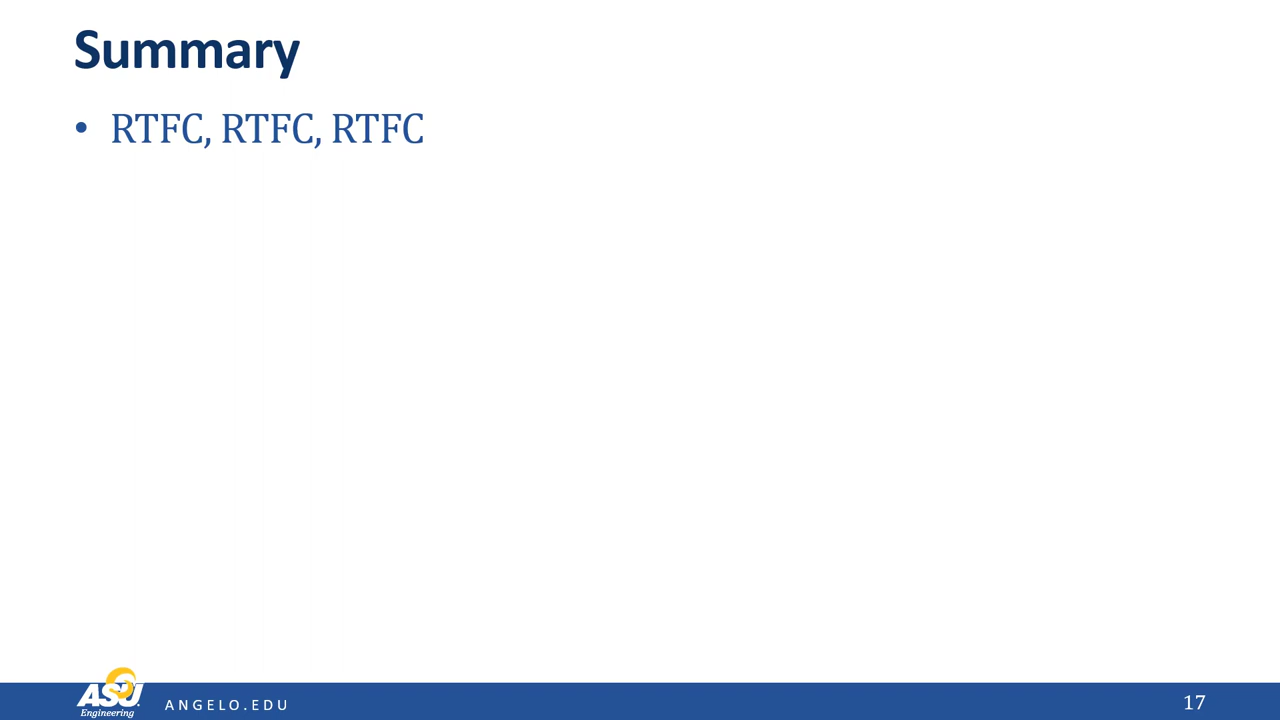 Summary
• RTFC, RTFC, RTFC
ASU
Engineering
ANGELO.EDU
17